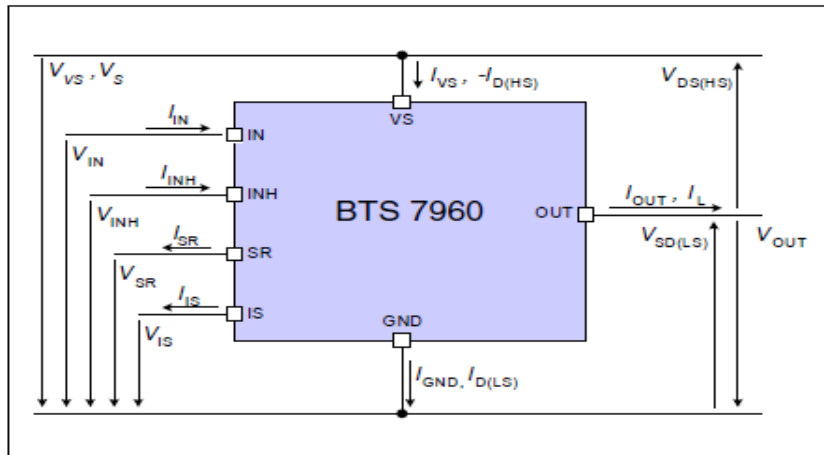 V_VS , V_S
I_VS, -I_D(HS)
V_DS(HS)
I_IN
VS
IN
V_IN
I_INH
INH
BTS 7960
OUT
I_OUT , I_L
V_INH
I_SR
SR
V_SD(LS)
V_OUT
V_SR
I_IS
IS
GND
V_IS
I_GND, I_D(LS)